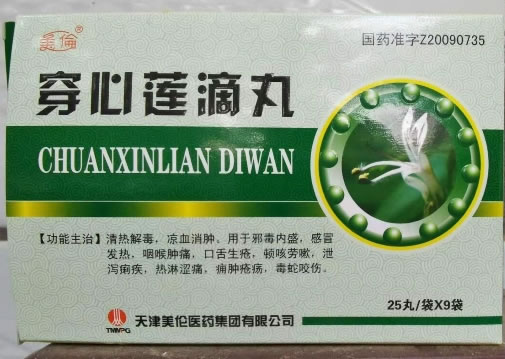 美倫®
国药准字Z20090735
穿心莲滴丸
CHUANXINLIAN DIWAN
【功能主治】清热解毒，凉血消肿，用于邪毒内盛，感冒
发热，咽喉肿痛，口舌生疮，顿咳劳嗽，泄
泻痢疾，热淋涩痛，痈肿疮疡，毒蛇咬伤。
25丸/袋X9袋
TMMPG
天津美伦医药集团有限公司